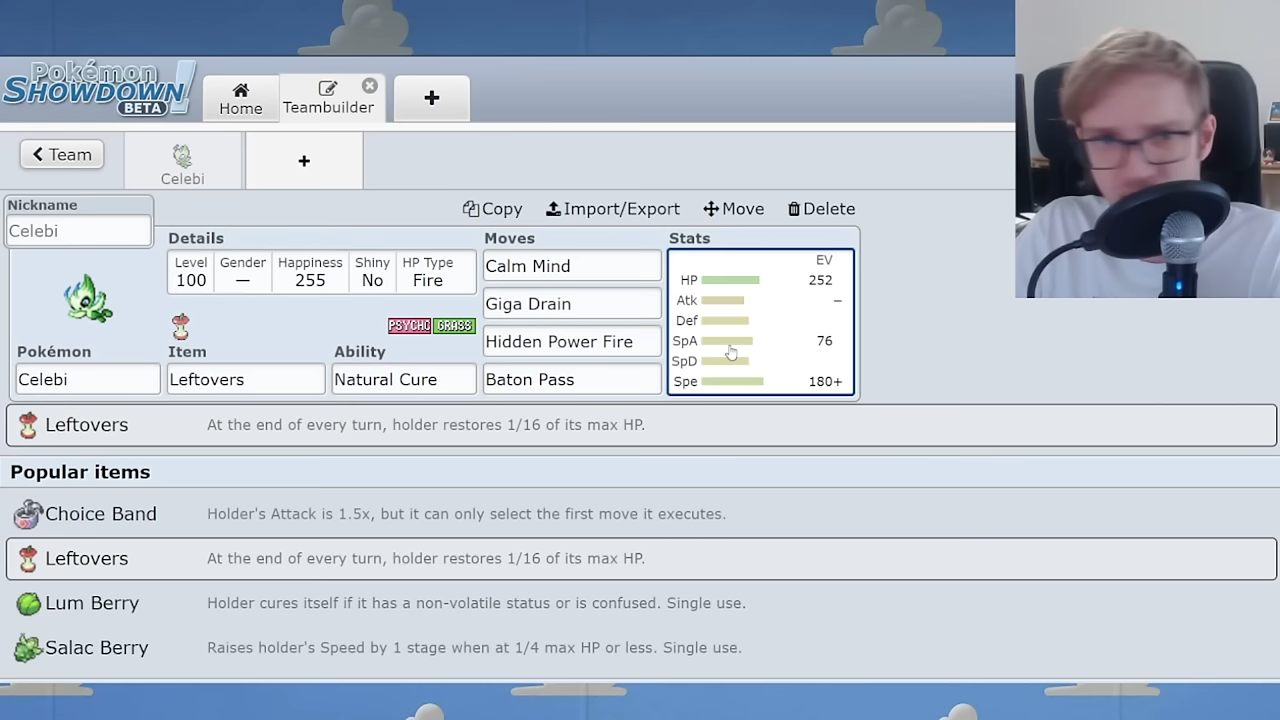 Pokémon
SHOWDOWN!
BETA
Home
Teambuilder
+
Team
Celebi
+
Nickname
Celebi
Copy
Import/Export
Move
Delete
Details
Moves
Stats
Level
Gender
Happiness
Shiny
HP Type
100
—
255
No
Fire
Calm Mind
Giga Drain
Hidden Power Fire
Baton Pass
EV
HP 252
Atk –
Def
SpA 76
SpD
Spe 180+
PSYCHC GRASS
Pokémon
Item
Ability
Celebi
Leftovers
Natural Cure
Leftovers At the end of every turn, holder restores 1/16 of its max HP.
Popular items
Choice Band Holder's Attack is 1.5x, but it can only select the first move it executes.
Leftovers At the end of every turn, holder restores 1/16 of its max HP.
Lum Berry Holder cures itself if it has a non-volatile status or is confused. Single use.
Salac Berry Raises holder's Speed by 1 stage when at 1/4 max HP or less. Single use.